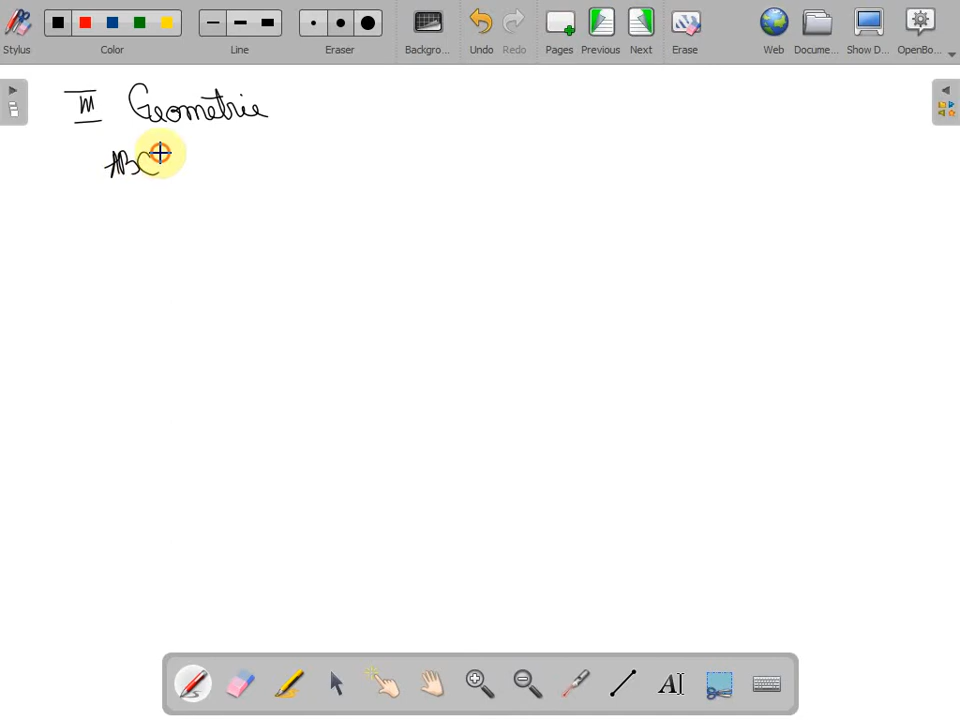 Stylus Color Line Eraser Backgro... Undo Redo Pages Previous Next Erase Web Docume... Show D... OpenBo...
III Geometrie
ABC
A